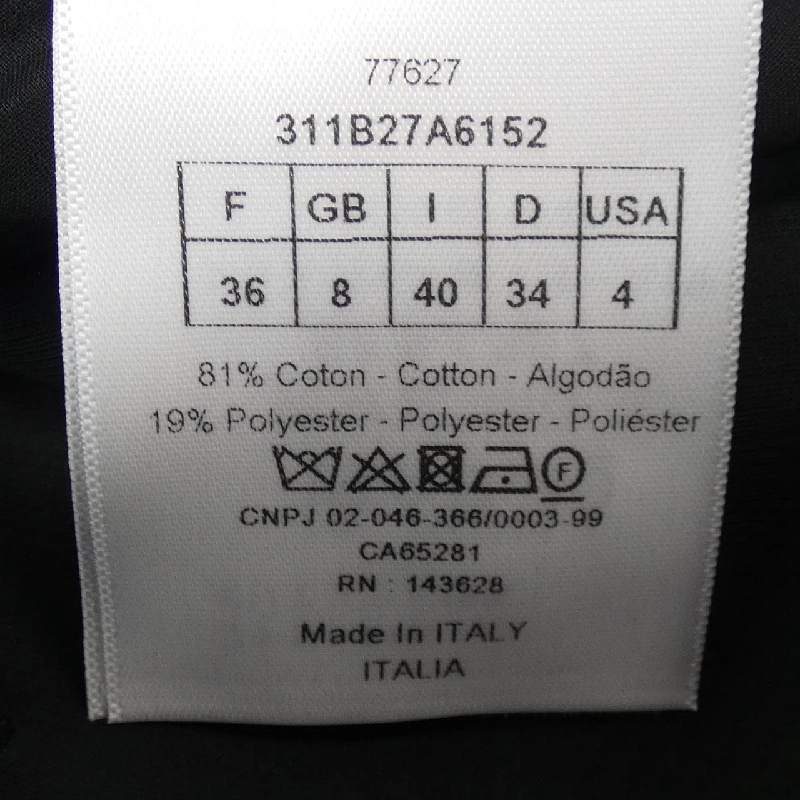 77627
311B27A6152
F GB I D USA
36 8 40 34 4
81% Coton - Cotton - Algodão
19% Polyester - Polyester - Poliéster
F
CNPJ 02-046-366/0003-99
CA65281
RN : 143628
Made In ITALY
ITALIA